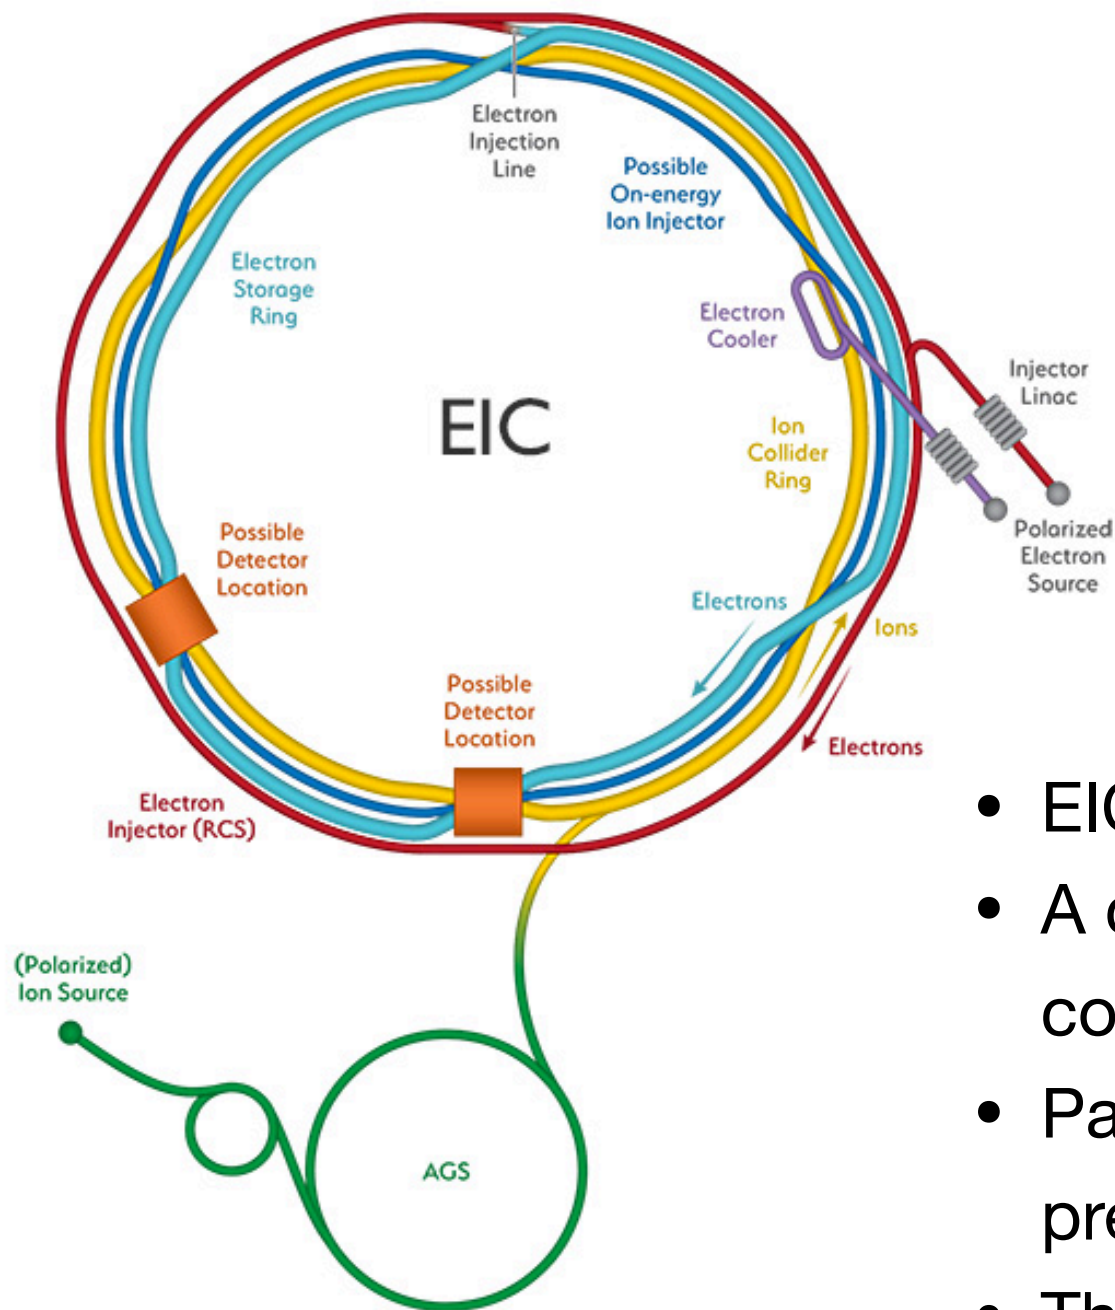 Electron
Injection
Line
Possible
On-energy
Ion Injector
Electron
Storage
Ring
Electron
Cooler
Injector
Linac
EIC
Ion
Collider
Ring
Polarized
Electron
Source
Possible
Detector
Location
Electrons
Ions
Possible
Detector
Location
Electrons
Electron
Injector (RCS)
(Polarized)
Ion Source
AGS
• EIC
• A
•
•